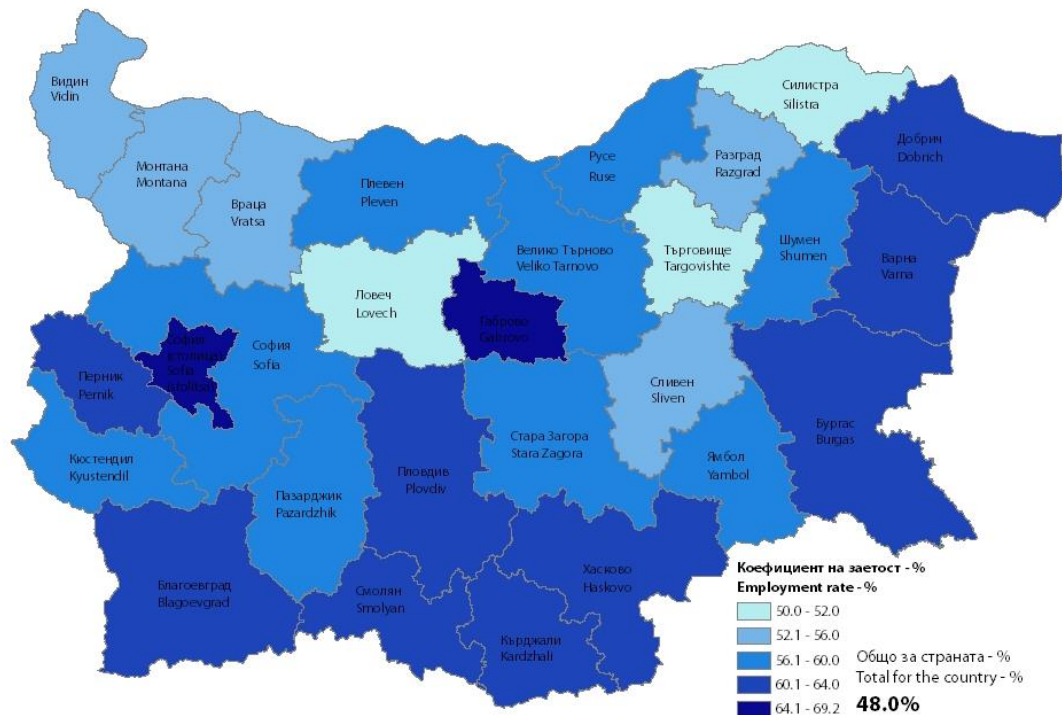 Видин
Vidin
Монтана
Montana
Враца
Vratsa
Плевен
Pleven
Русе
Ruse
Силистра
Silistra
Разград
Razgrad
Добрич
Dobrich
Ловеч
Lovech
Велико Търново
Veliko Tarnovo
Търговище
Targovishte
Шумен
Shumen
Варна
Varna
Габрово
Gabrovo
София
(столица)
Sofia
(stolitsa)
София
Sofia
Перник
Pernik
Кюстендил
Kyustendil
Пазарджик
Pazardzhik
Пловдив
Plovdiv
Стара Загора
Stara Zagora
Сливен
Sliven
Ямбол
Yambol
Бургас
Burgas
Благоевград
Blagoevgrad
Смолян
Smolyan
Хасково
Haskovo
Кърджали
Kardzhali
Коефициент на заетост - %
Employment rate - %
50.0 - 52.0
52.1 - 56.0
56.1 - 60.0
60.1 - 64.0
64.1 - 69.2
Общо за страната - %
Total for the country - %
48.0%